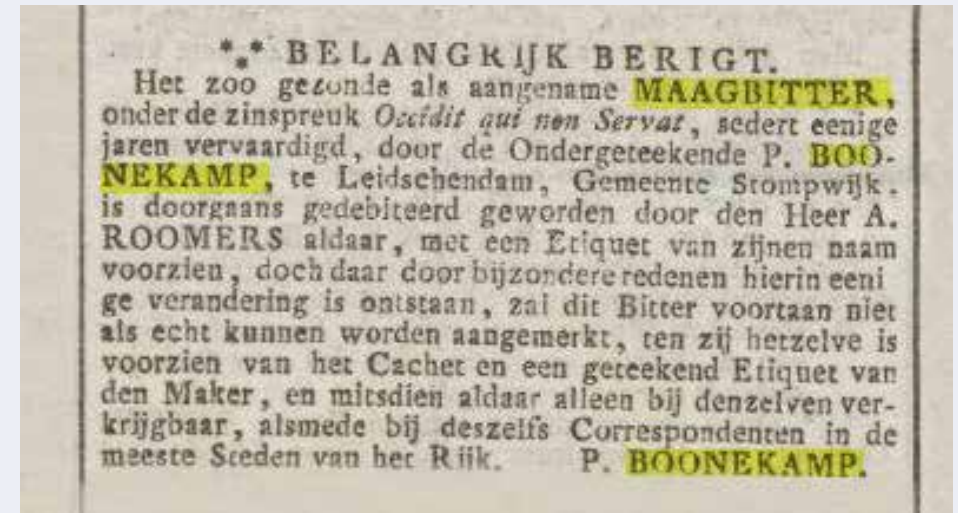 *⁎* BELANGRIJK BERIGT.
Het zoo gezonde als aangename MAAGBITTER,
onder de zinspreuk Occidit qui non Servat, sedert eenige
jaren vervaardigd, door de Ondergeteekende P. BOO-
NEKAMP, te Leidschendam, Gemeente Stompwijk.
is doorgaans gedebiteerd geworden door den Heer A.
ROOMERS aldaar, met een Etiquet van zijnen naam
voorzien, doch daar door bijzondere redenen hierin eeni
ge verandering is ontstaan, zal dit Bitter voortaan niet
als echt kunnen worden aangemerkt, ten zij hetzelve is
voorzien van het Cachet en een geteekend Etiquet van
den Maker, en mitsdien aldaar alleen bij denzelven ver-
krijgbaar, alsmede bij deszelfs Correspondenten in de
meeste Steden van het Rijk. P. BOONEKAMP.